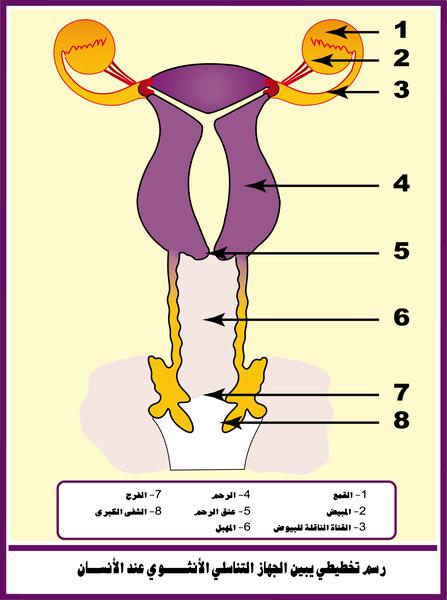 1
2
3
4
5
6
7
8
1- القمع
2- المبيض
3- القناة الناقلة للبيوض
4- الرحم
5- عنق الرحم
6- المهبل
7- الفرج
8- الشفى الكبرى
رسم تخطيطي يبين الجهاز التناسلي الأنثـــوي عند الأنســـان